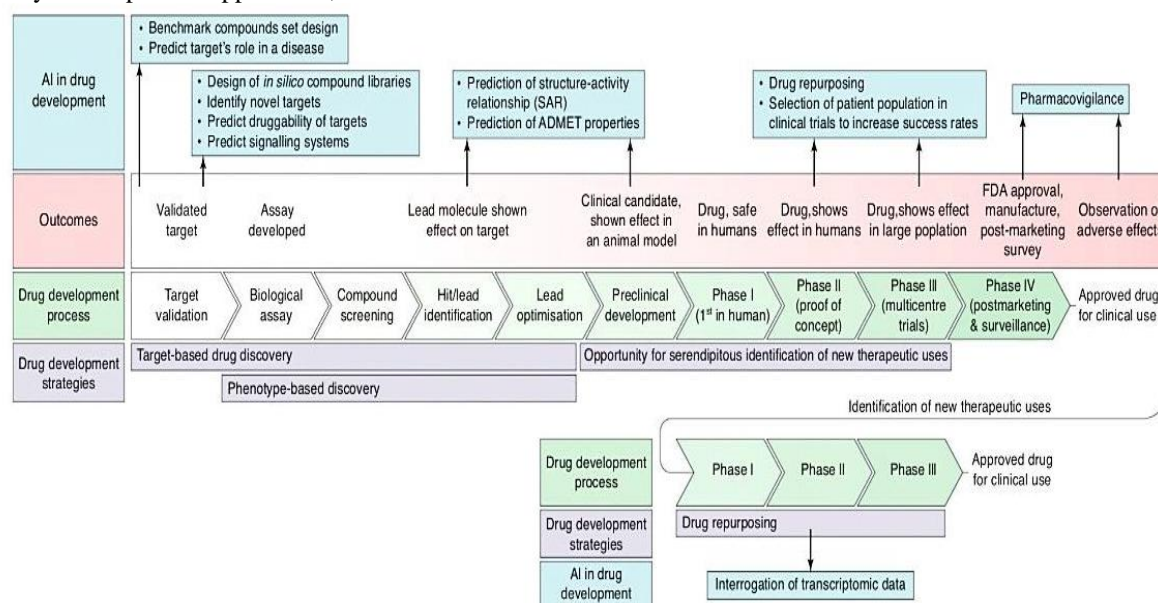 • Benchmark compounds set design
• Predict target's role in a disease
AI in drug
development
• Design of in silico compound libraries
• Identify novel targets
• Predict druggability of targets
• Predict signalling systems
• Prediction of structure-activity
relationship (SAR)
• Prediction of ADMET properties
• Drug repurposing
• Selection of patient population in
clinical trials to increase success rates
Pharmacovigilance
Outcomes
Validated
target
Assay
developed
Lead molecule shown
effect on target
Clinical candidate,
shown effect in
an animal model
Drug, safe
in humans
Drug,shows
effect in humans
Drug,shows effect
in large poplation
FDA approval,
manufacture,
post-marketing
survey
Observation o
adverse effects
Drug development
process
Target
validation
Biological
assay
Compound
screening
Hit/lead
identification
Lead
optimisation
Preclinical
development
Phase I
(1st in human)
Phase II
(proof of
concept)
Phase III
(multicentre
trials)
Phase IV
(postmarketing
& surveillance)
Approved drug
for clinical use
Drug development
strategies
Target-based drug discovery
Opportunity for serendipitous identification of new therapeutic uses
Phenotype-based discovery
Identification of new therapeutic uses
Drug development
process
Phase I
Phase II
Phase III
Approved drug
for clinical use
Drug development
strategies
Drug repurposing
AI in drug
development
Interrogation of transcriptomic data